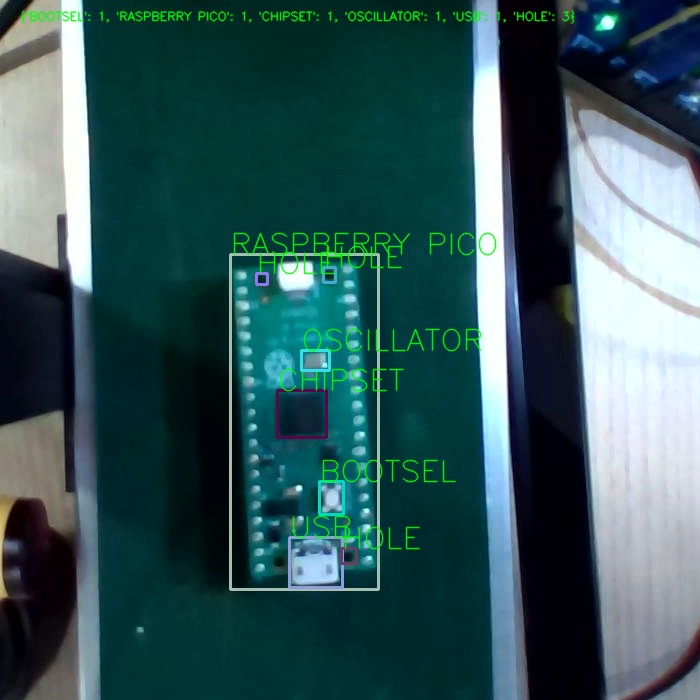 {'BOOTSEL': 1, 'RASPBERRY PICO': 1, 'CHIPSET': 1, 'OSCILLATOR': 1, 'USB': 1, 'HOLE': 3}
RASPBERRY PICO
HOLE
HOLE
OSCILLATOR
CHIPSET
BOOTSEL
USB
HOLE